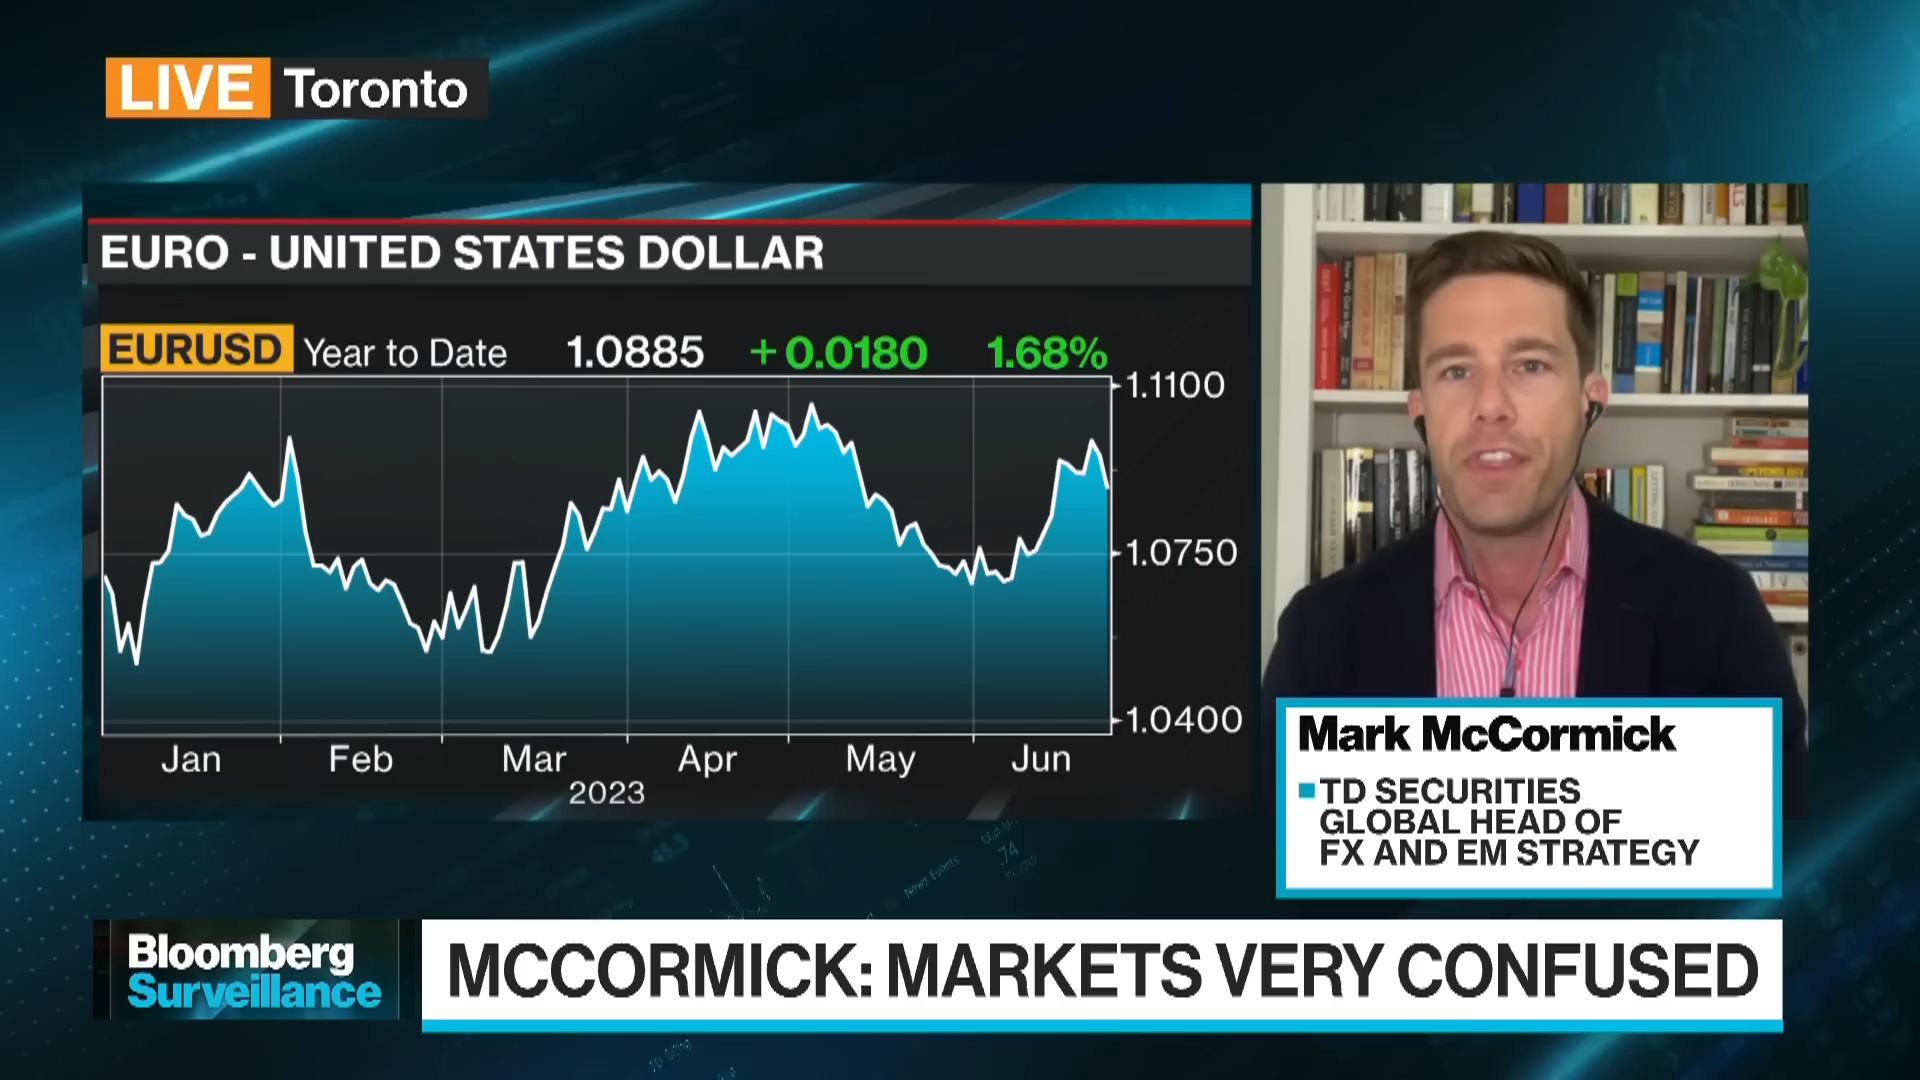 LIVE Toronto
EURO - UNITED STATES DOLLAR
EURUSD Year to Date 1.0885 +0.0180 1.68%
1.1100
1.0750
1.0400
Jan Feb Mar Apr May Jun
2023
Mark McCormick
TD SECURITIES
GLOBAL HEAD OF
FX AND EM STRATEGY
Bloomberg
Surveillance
MCCORMICK: MARKETS VERY CONFUSED